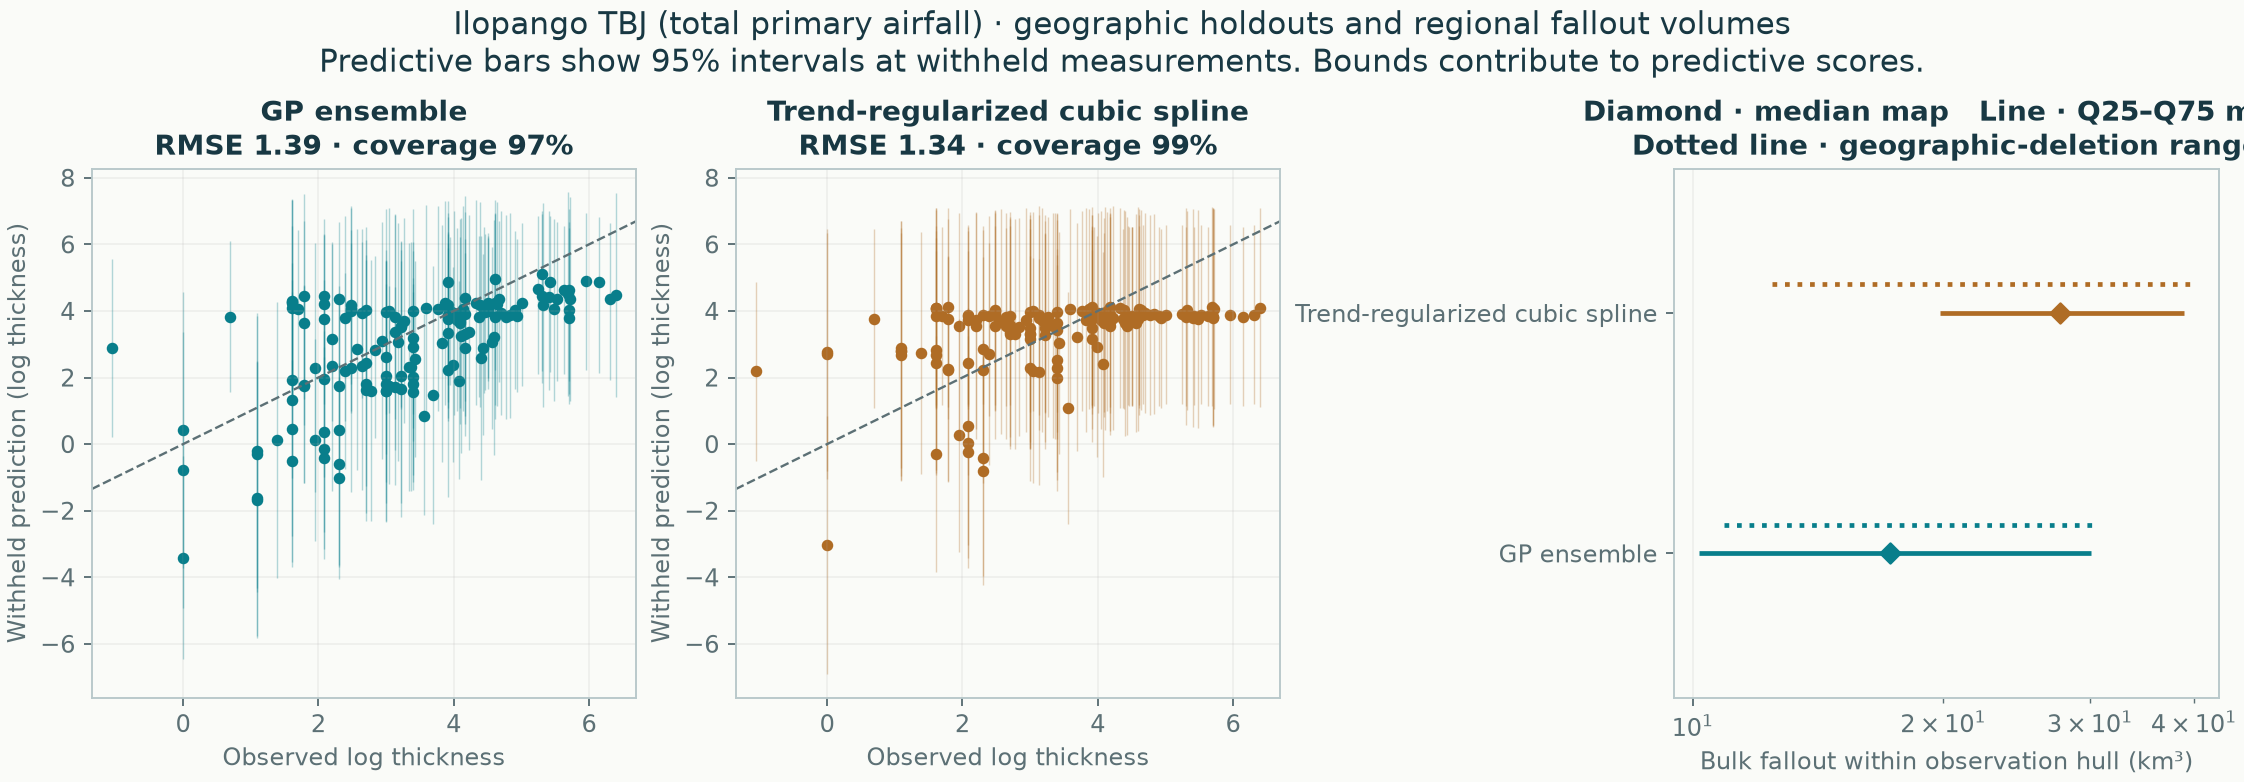 Ilopango TBJ (total primary airfall) · geographic holdouts and regional fallout volumes
Predictive bars show 95% intervals at withheld measurements. Bounds contribute to predictive scores.
GP ensemble
RMSE 1.39 · coverage 97%
8
6
4
2
0
−2
−4
−6
Withheld prediction (log thickness)
0
2
4
6
Observed log thickness
Trend-regularized cubic spline
RMSE 1.34 · coverage 99%
8
6
4
2
0
−2
−4
−6
Withheld prediction (log thickness)
0
2
4
6
Observed log thickness
Diamond · median map   Line · Q25–Q75 m
Dotted line · geographic-deletion rang
Trend-regularized cubic spline
GP ensemble
10¹
2 × 10¹
3 × 10¹
4 × 10¹
Bulk fallout within observation hull (km³)